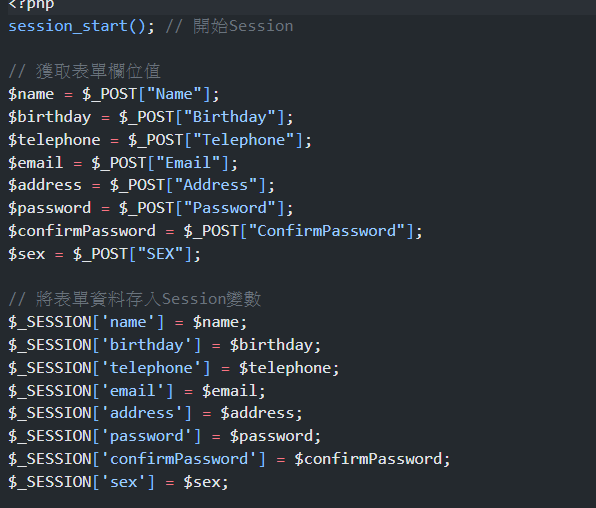 <?php
session_start(); // 開始Session
// 獲取表單欄位值
$name = $_POST["Name"];
$birthday = $_POST["Birthday"];
$telephone = $_POST["Telephone"];
$email = $_POST["Email"];
$address = $_POST["Address"];
$password = $_POST["Password"];
$confirmPassword = $_POST["ConfirmPassword"];
$sex = $_POST["SEX"];
// 將表單資料存入Session變數
$_SESSION['name'] = $name;
$_SESSION['birthday'] = $birthday;
$_SESSION['telephone'] = $telephone;
$_SESSION['email'] = $email;
$_SESSION['address'] = $address;
$_SESSION['password'] = $password;
$_SESSION['confirmPassword'] = $confirmPassword;
$_SESSION['sex'] = $sex;